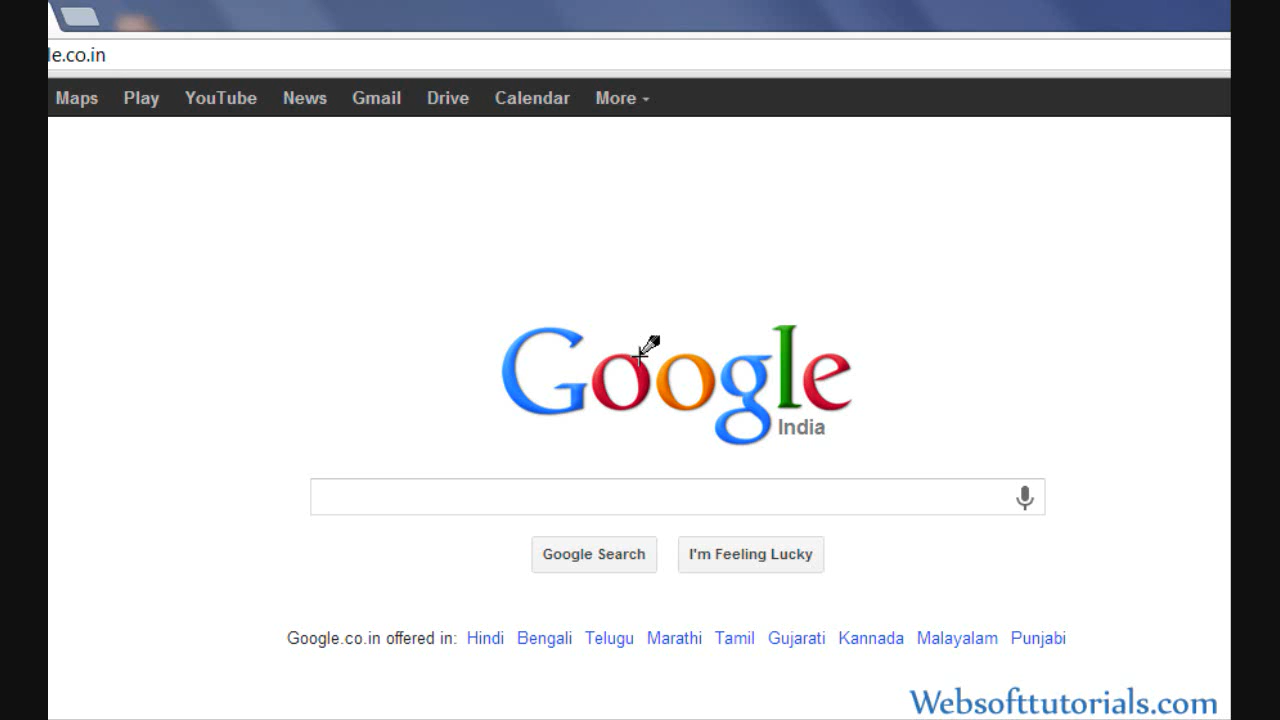 le.co.in
Maps Play YouTube News Gmail Drive Calendar More
Google
India
Google Search I'm Feeling Lucky
Google.co.in offered in: Hindi Bengali Telugu Marathi Tamil Gujarati Kannada Malayalam Punjabi
Websofttutorials.com